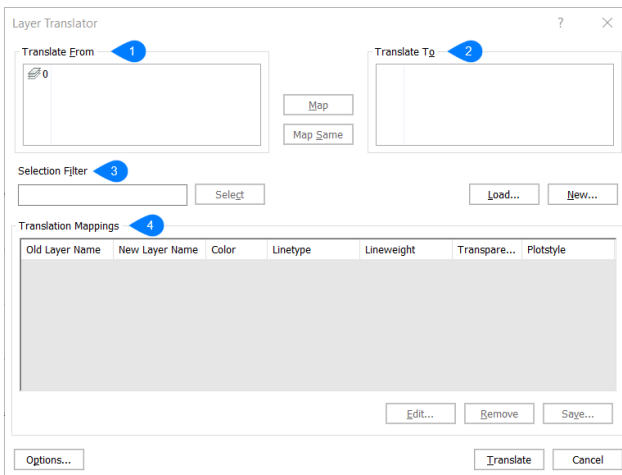 Layer Translator ? ×
Translate From 1 Translate To 2
0
Map
Map Same
Selection Filter 3
Select Load... New...
Translation Mappings 4
Old Layer Name New Layer Name Color Linetype Lineweight Transpare... Plotstyle
Edit... Remove Save...
Options... Translate Cancel